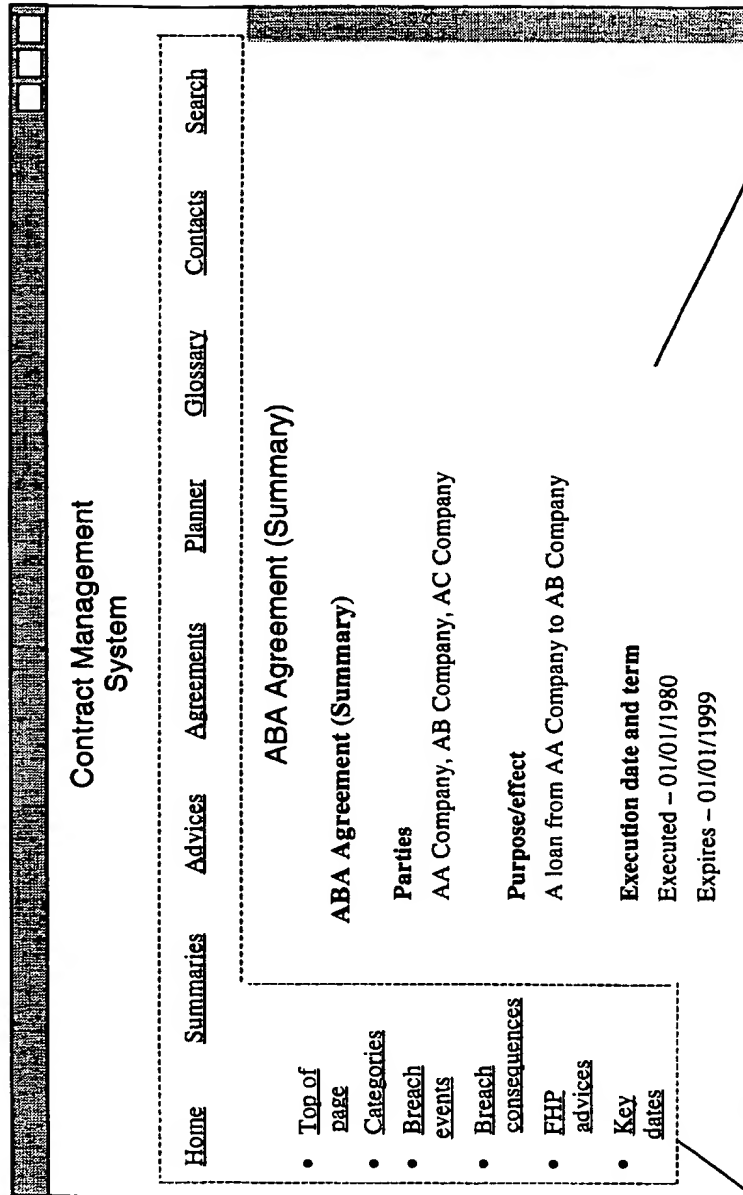 Contract Management
System
Home Summaries Advices Agreements Planner Glossary Contacts Search
• Top of
page
• Categories
• Breach
events
• Breach
consequences
• FHP
advices
• Key
dates
ABA Agreement (Summary)
ABA Agreement (Summary)
Parties
AA Company, AB Company, AC Company
Purpose/effect
A loan from AA Company to AB Company
Execution date and term
Executed – 01/01/1980
Expires – 01/01/1999